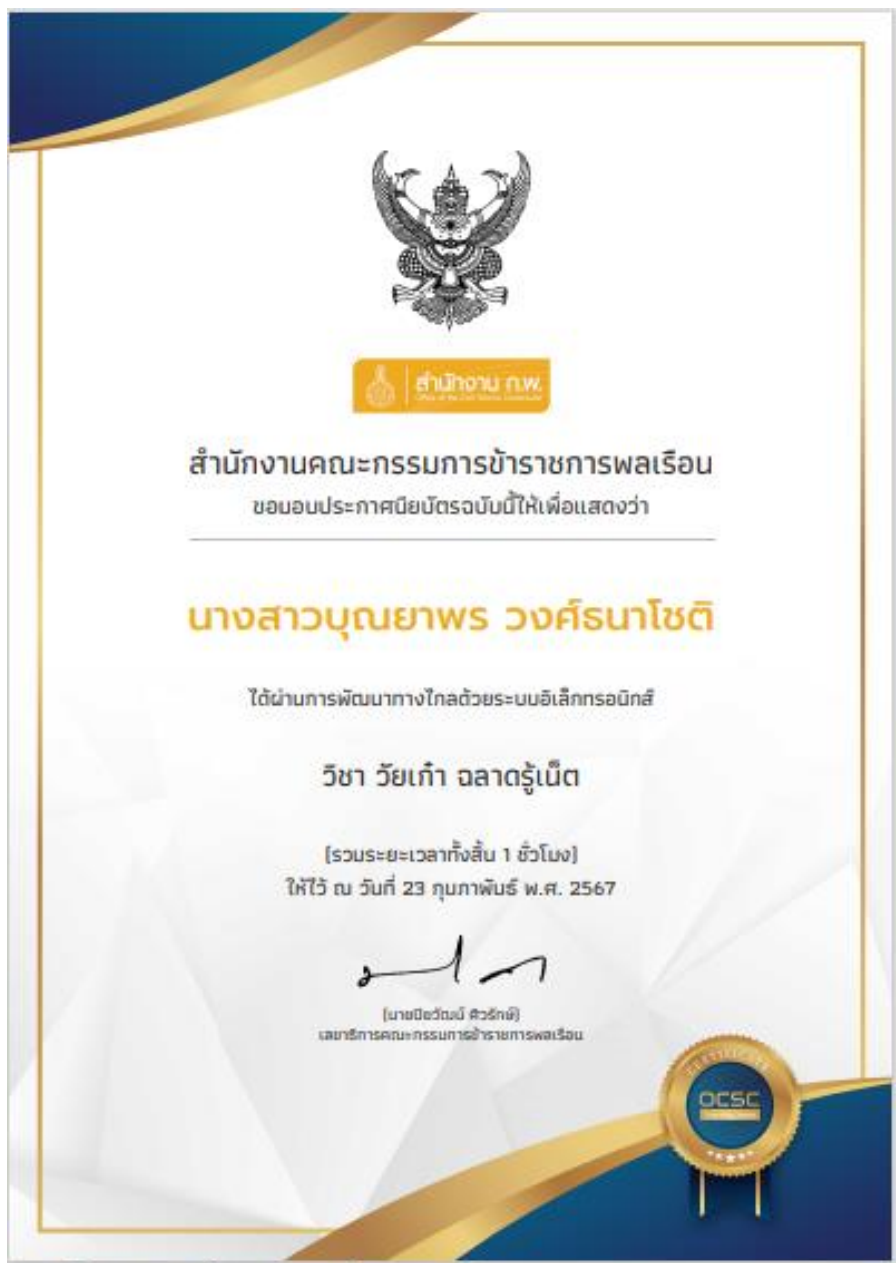 สำนักงาน ก.พ.
Office of the Civil Service Commission
สำนักงานคณะกรรมการข้าราชการพลเรือน
ขอมอบประกาศนียบัตรฉบับนี้ให้เพื่อแสดงว่า
นางสาวบุณยาพร วงศ์ธนาโชติ
ได้ผ่านการพัฒนาทางไกลด้วยระบบอิเล็กทรอนิกส์
วิชา วัยเก๋า ฉลาดรู้เน็ต
(รวมระยะเวลาทั้งสิ้น 1 ชั่วโมง)
ให้ไว้ ณ วันที่ 23 กุมภาพันธ์ พ.ศ. 2567
(นายปิยวัฒน์ ศิวรักษ์)
เลขาธิการคณะกรรมการข้าราชการพลเรือน
CERTIFICATE
OCSC